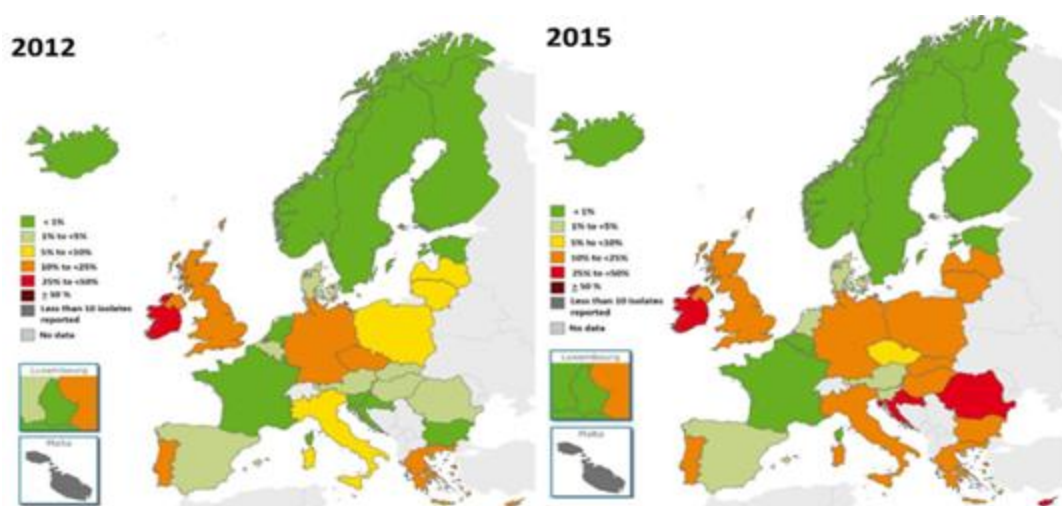 2012
< 1%
1% to <5%
5% to <10%
10% to <25%
25% to <50%
≥ 50 %
Less than 10 isolates
reported
No data
Luxembourg
Malta
2015
< 1%
1% to <5%
5% to <10%
10% to <25%
25% to <50%
≥ 50 %
Less than 10 isolates
reported
No data
Luxembourg
Malta